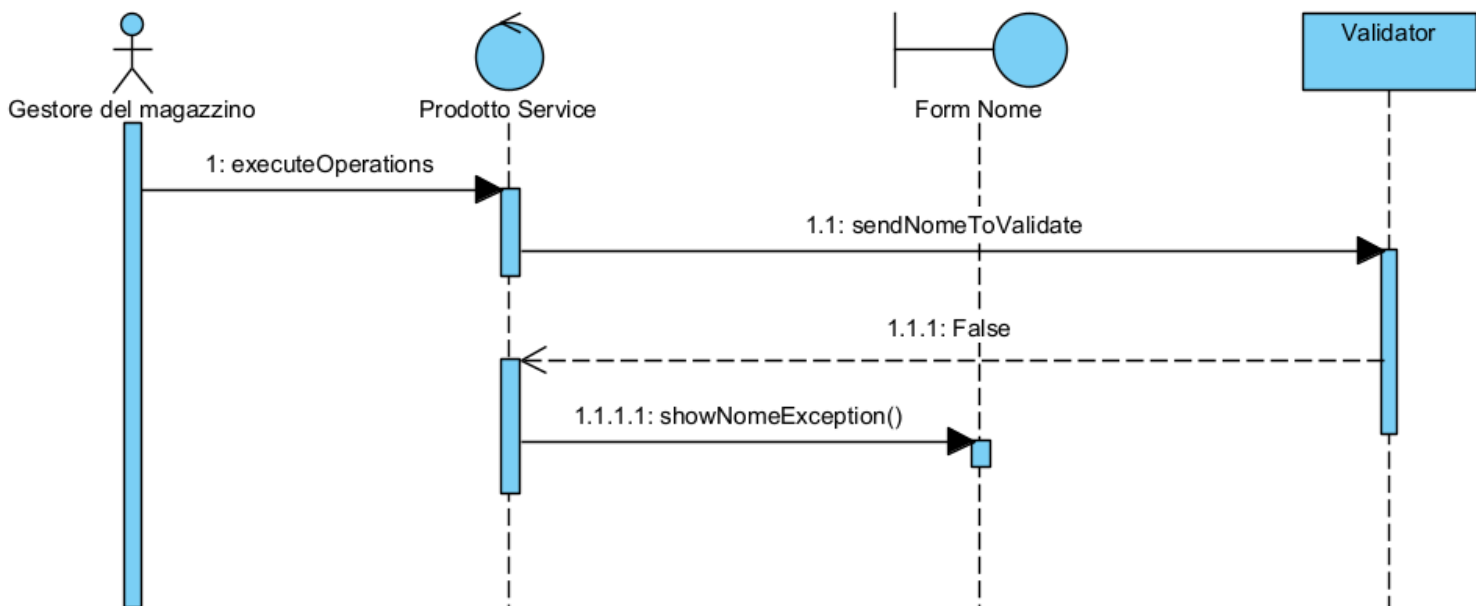 Gestore del magazzino
Prodotto Service
Form Nome
Validator
1: executeOperations
1.1: sendNomeToValidate
1.1.1: False
1.1.1.1: showNomeException()